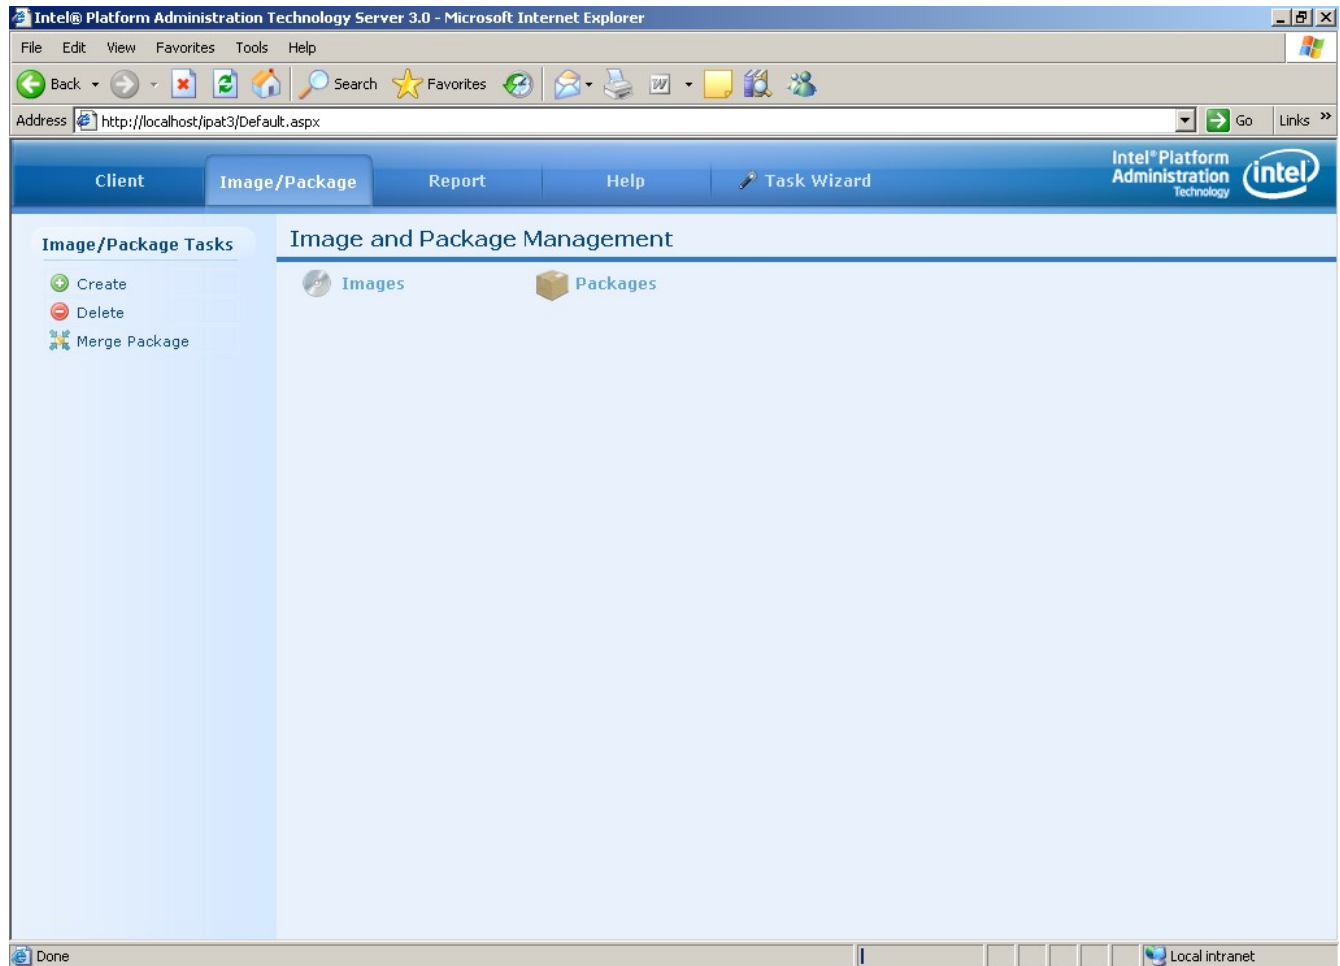 Intel® Platform Administration Technology Server 3.0 - Microsoft Internet Explorer
File Edit View Favorites Tools Help
Back Search Favorites
Address http://localhost/ipat3/Default.aspx Go Links »
Client Image/Package Report Help Task Wizard
Intel® Platform
Administration
Technology
intel
Image/Package Tasks
Create
Delete
Merge Package
Image and Package Management
Images Packages
Done Local intranet